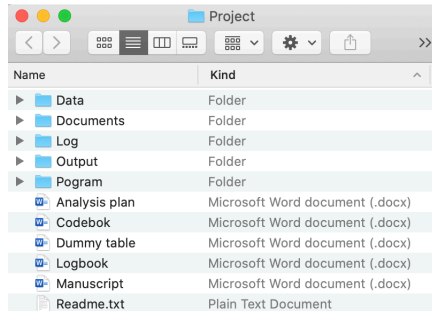 Project
Name Kind
Data Folder
Documents Folder
Log Folder
Output Folder
Pogram Folder
Analysis plan Microsoft Word document (.docx)
Codebok Microsoft Word document (.docx)
Dummy table Microsoft Word document (.docx)
Logbook Microsoft Word document (.docx)
Manuscript Microsoft Word document (.docx)
Readme.txt Plain Text Document